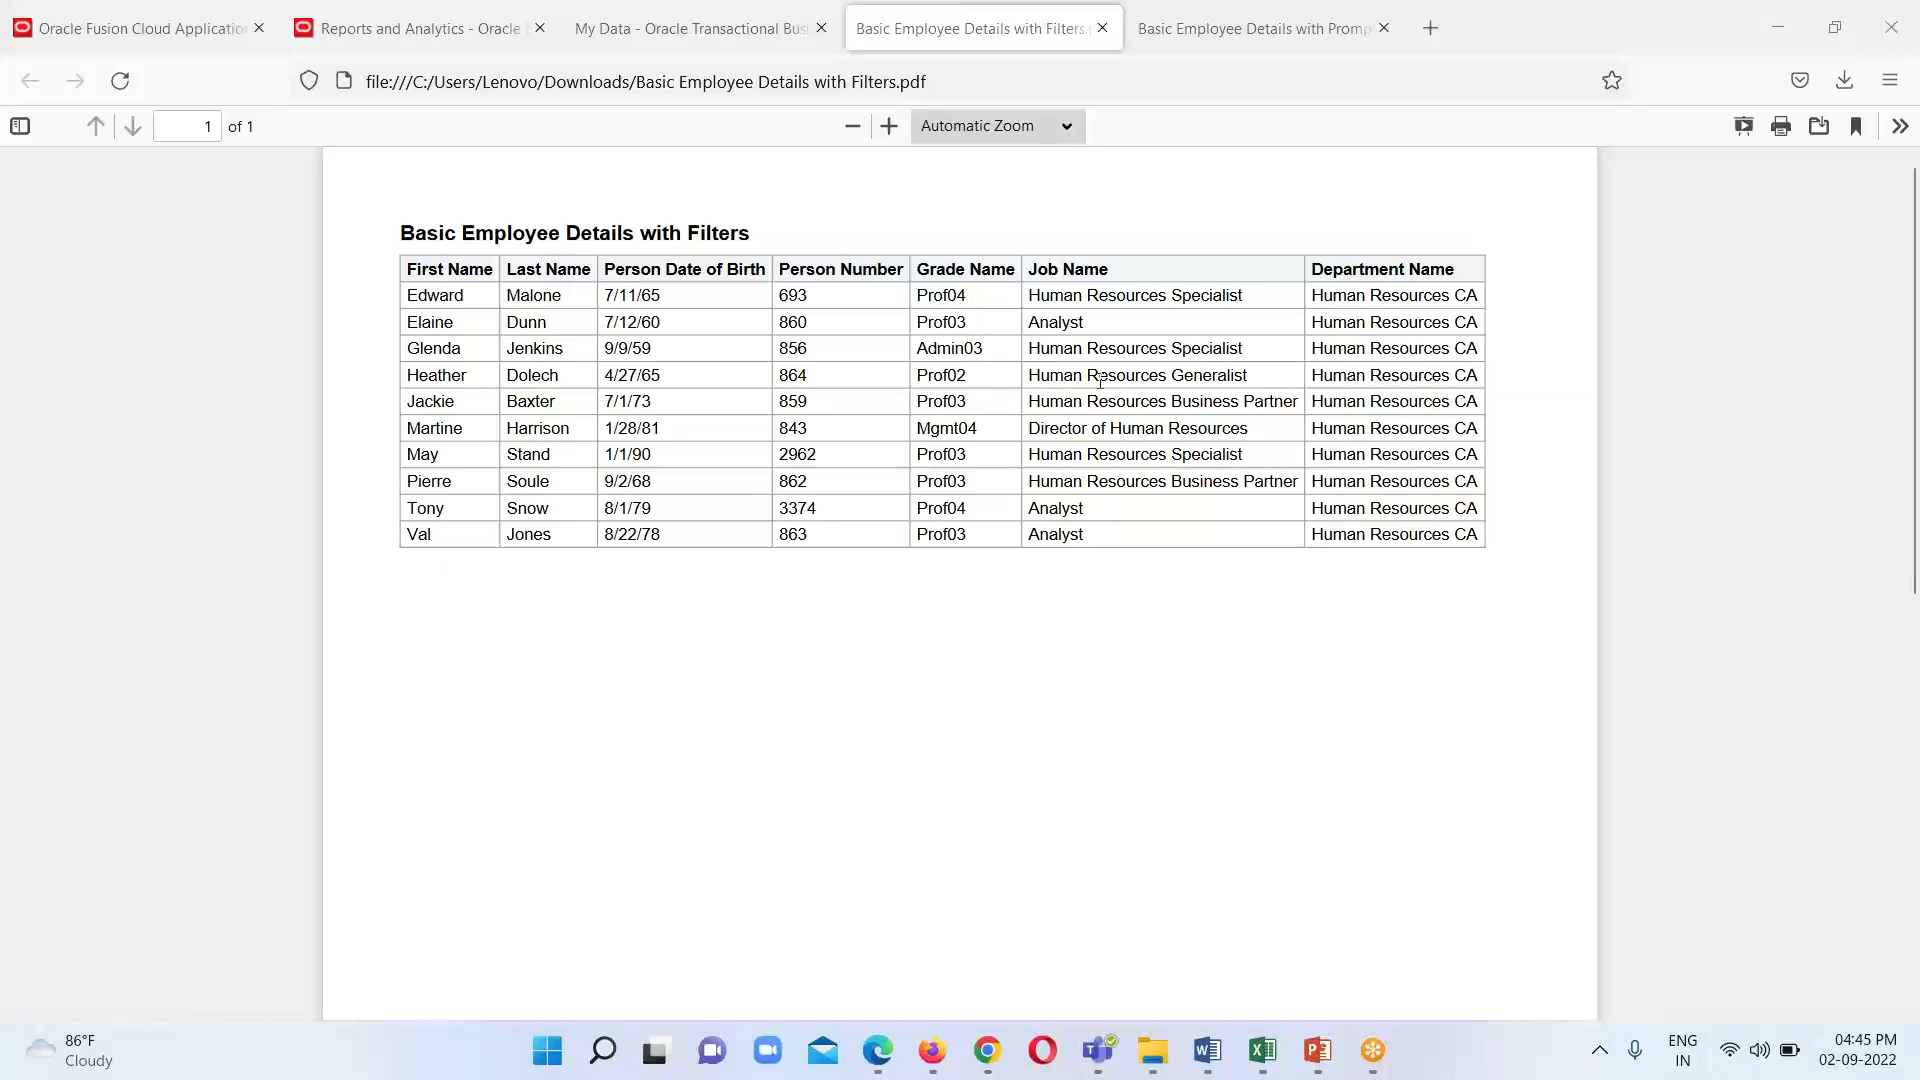 Oracle Fusion Cloud Applicatio
Reports and Analytics - Oracle
My Data - Oracle Transactional Bus
Basic Employee Details with Filters.
Basic Employee Details with Promp
file:///C:/Users/Lenovo/Downloads/Basic Employee Details with Filters.pdf
1 of 1
Automatic Zoom
Basic Employee Details with Filters
First Name Last Name Person Date of Birth Person Number Grade Name Job Name Department Name
Edward Malone 7/11/65 693 Prof04 Human Resources Specialist Human Resources CA
Elaine Dunn 7/12/60 860 Prof03 Analyst Human Resources CA
Glenda Jenkins 9/9/59 856 Admin03 Human Resources Specialist Human Resources CA
Heather Dolech 4/27/65 864 Prof02 Human Resources Generalist Human Resources CA
Jackie Baxter 7/1/73 859 Prof03 Human Resources Business Partner Human Resources CA
Martine Harrison 1/28/81 843 Mgmt04 Director of Human Resources Human Resources CA
May Stand 1/1/90 2962 Prof03 Human Resources Specialist Human Resources CA
Pierre Soule 9/2/68 862 Prof03 Human Resources Business Partner Human Resources CA
Tony Snow 8/1/79 3374 Prof04 Analyst Human Resources CA
Val Jones 8/22/78 863 Prof03 Analyst Human Resources CA
86°F
Cloudy
ENG
IN
04:45 PM
02-09-2022